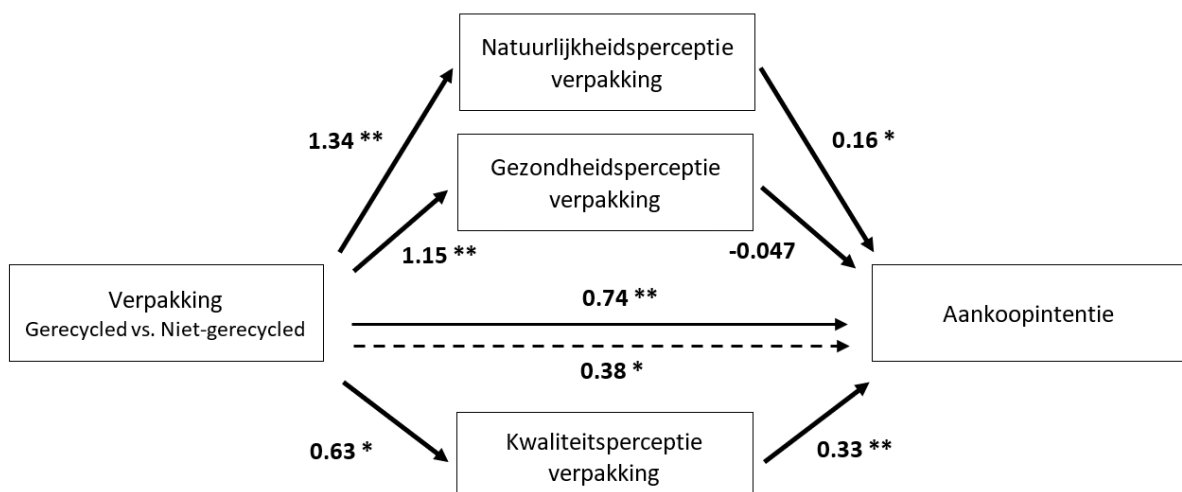 Natuurlijkheidsperceptie
verpakking
1.34 **
0.16 *
Gezondheidsperceptie
verpakking
1.15 **
-0.047
Verpakking
Gerecycled vs. Niet-gerecycled
0.74 **
Aankoopintentie
0.38 *
0.63 *
Kwaliteitsperceptie
verpakking
0.33 **